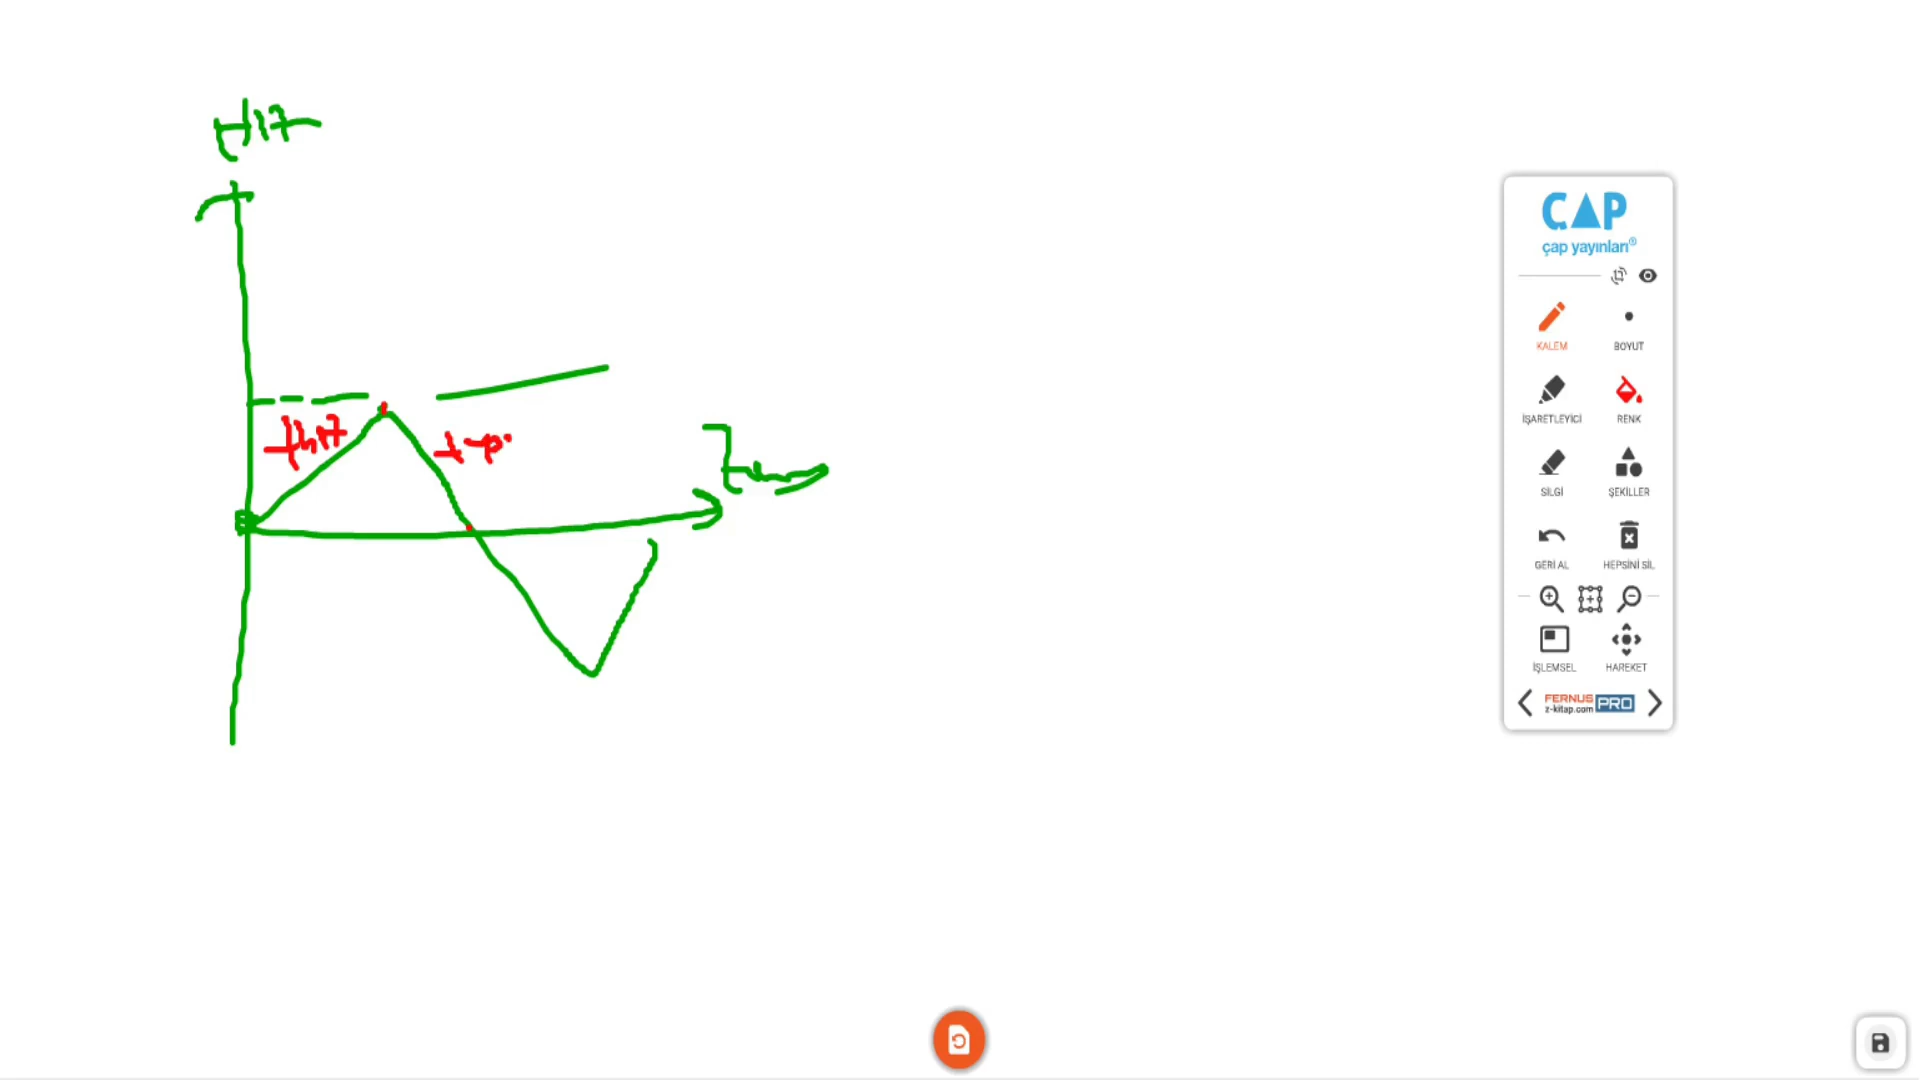 Hız
Hız
Zaman
ÇAP
çap yayınları®
KALEM
BOYUT
İŞARETLEYİCİ
RENK
SİLGİ
ŞEKİLLER
GERİ AL
HEPSİNİ SİL
İŞLEMSEL
HAREKET
FERNUS PRO
z-kitap.com